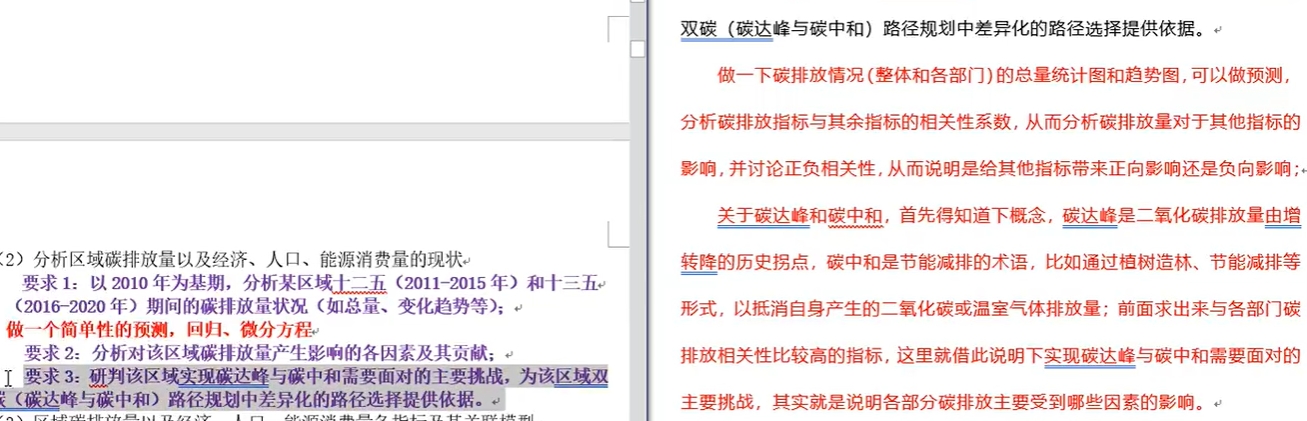 （2）分析区域碳排放量以及经济、人口、能源消费量的现状
要求 1：以 2010 年为基期，分析某区域十二五（2011-2015 年）和十三五
（2016-2020 年）期间的碳排放量状况（如总量、变化趋势等）；
做一个简单性的预测，回归、微分方程
要求 2：分析对该区域碳排放量产生影响的各因素及其贡献；
要求 3：研判该区域实现碳达峰与碳中和需要面对的主要挑战，为该区域双
碳（碳达峰与碳中和）路径规划中差异化的路径选择提供依据。
区域碳排放量以及经济、人口、能源消费量各指标及其关联模型
双碳（碳达峰与碳中和）路径规划中差异化的路径选择提供依据。
做一下碳排放情况(整体和各部门)的总量统计图和趋势图，可以做预测，
分析碳排放指标与其余指标的相关性系数，从而分析碳排放量对于其他指标的
影响，并讨论正负相关性，从而说明是给其他指标带来正向影响还是负向影响；
关于碳达峰和碳中和，首先得知道下概念，碳达峰是二氧化碳排放量由增
转降的历史拐点，碳中和是节能减排的术语，比如通过植树造林、节能减排等
形式，以抵消自身产生的二氧化碳或温室气体排放量；前面求出来与各部门碳
排放相关性比较高的指标，这里就借此说明下实现碳达峰与碳中和需要面对的
主要挑战，其实就是说明各部分碳排放主要受到哪些因素的影响。